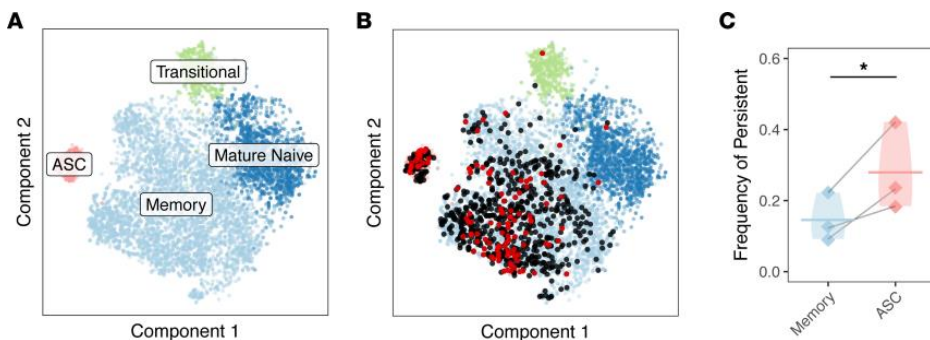 A
Transitional
ASC
Mature Naive
Memory
Component 2
Component 1
B
Component 2
Component 1
C
0.6
*
0.4
0.2
0.0
Frequency of Persistent
Memory
ASC